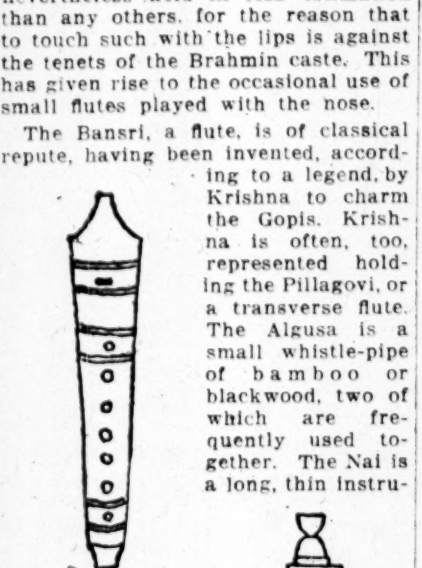 than any others, for the reason that
to touch such with the lips is against
the tenets of the Brahmin caste. This
has given rise to the occasional use of
small flutes played with the nose.
The Bansri, a flute, is of classical
repute, having been invented, accord-
ing to a legend, by
Krishna to charm
the Gopis. Krish-
na is often, too,
represented hold-
ing the Pillagovi, or
a transverse flute.
The Algusa is a
small whistle-pipe
of bamboo or
blackwood, two of
which are fre-
quently used to-
gether. The Nai is
a long, thin instru-